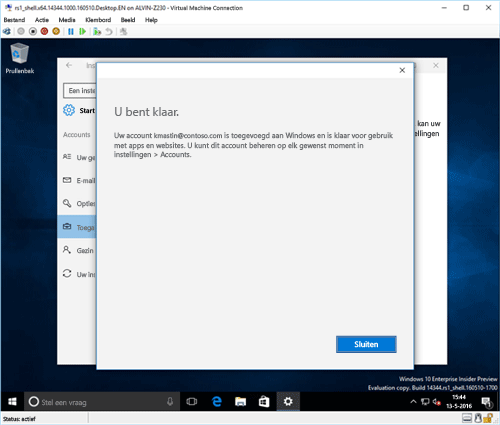 rs1_shell.x64.14344.1000.160510.Desktop.EN on ALVIN-Z230 - Virtual Machine Connection
Bestand Actie Media Klembord Beeld Help
Prullenbek
Ins
Een inste
Start
Accounts
Uw ge
E-mail
Opties
Toega
Gezin
Uw ins
kan uw
tellingen
U bent klaar.
Uw account kmastin@contoso.com is toegevoegd aan Windows en is klaar voor gebruik
met apps en websites. U kunt dit account beheren op elk gewenst moment in
instellingen > Accounts.
Sluiten
Windows 10 Enterprise Insider Preview
Evaluation copy. Build 14344.rs1_shell.160510-1700
Stel een vraag
15:44
13-5-2016
Status: actief